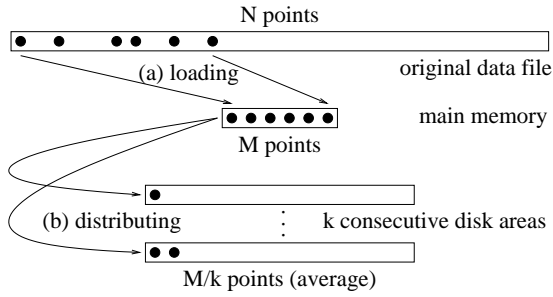 N points
(a) loading
original data file
main memory
M points
(b) distributing
k consecutive disk areas
M/k points (average)